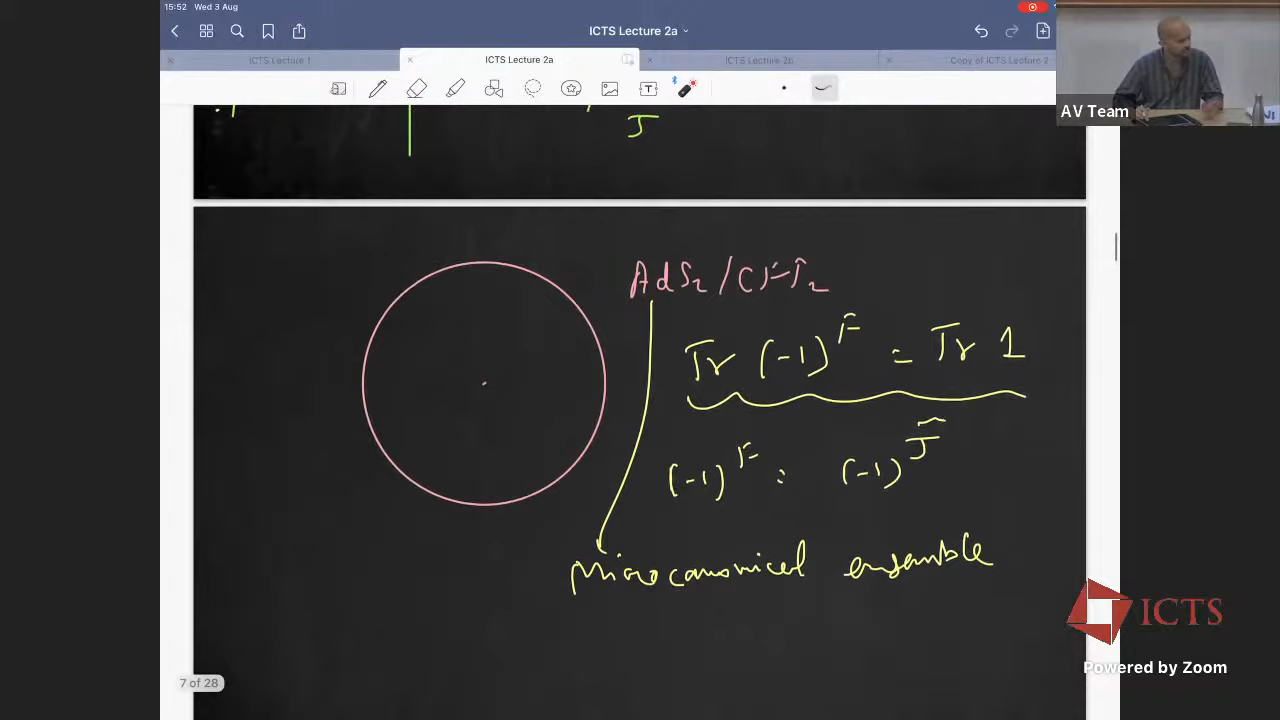 15:52 Wed 3 Aug
ICTS Lecture 2a
ICTS Lecture 1
ICTS Lecture 2a
ICTS Lecture 2b
Copy of ICTS Lecture 2
T
AV Team
J
AdS₂/CFT₂
Tr (-1)^F = Tr 1
(-1)^F = (-1)^Ĵ
Microcanonical ensamble
ICTS
Powered by Zoom
7 of 28